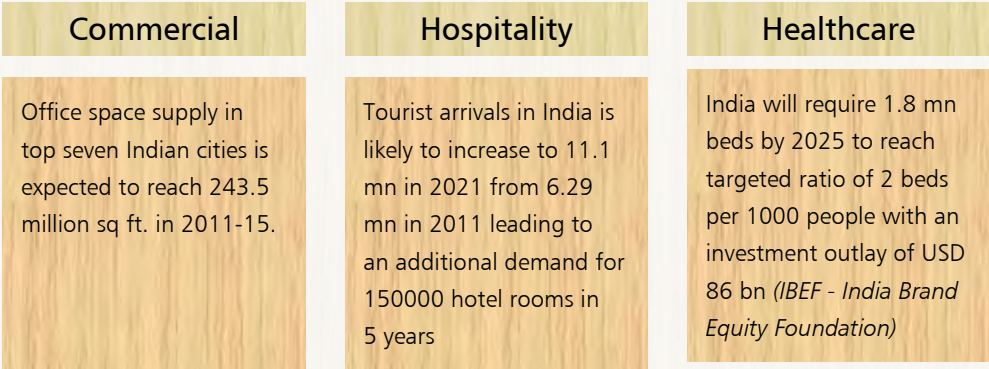 Commercial
Office space supply in
top seven Indian cities is
expected to reach 243.5
million sq ft. in 2011-15.
Hospitality
Tourist arrivals in India is
likely to increase to 11.1
mn in 2021 from 6.29
mn in 2011 leading to
an additional demand for
150000 hotel rooms in
5 years
Healthcare
India will require 1.8 mn
beds by 2025 to reach
targeted ratio of 2 beds
per 1000 people with an
investment outlay of USD
86 bn (IBEF - India Brand
Equity Foundation)